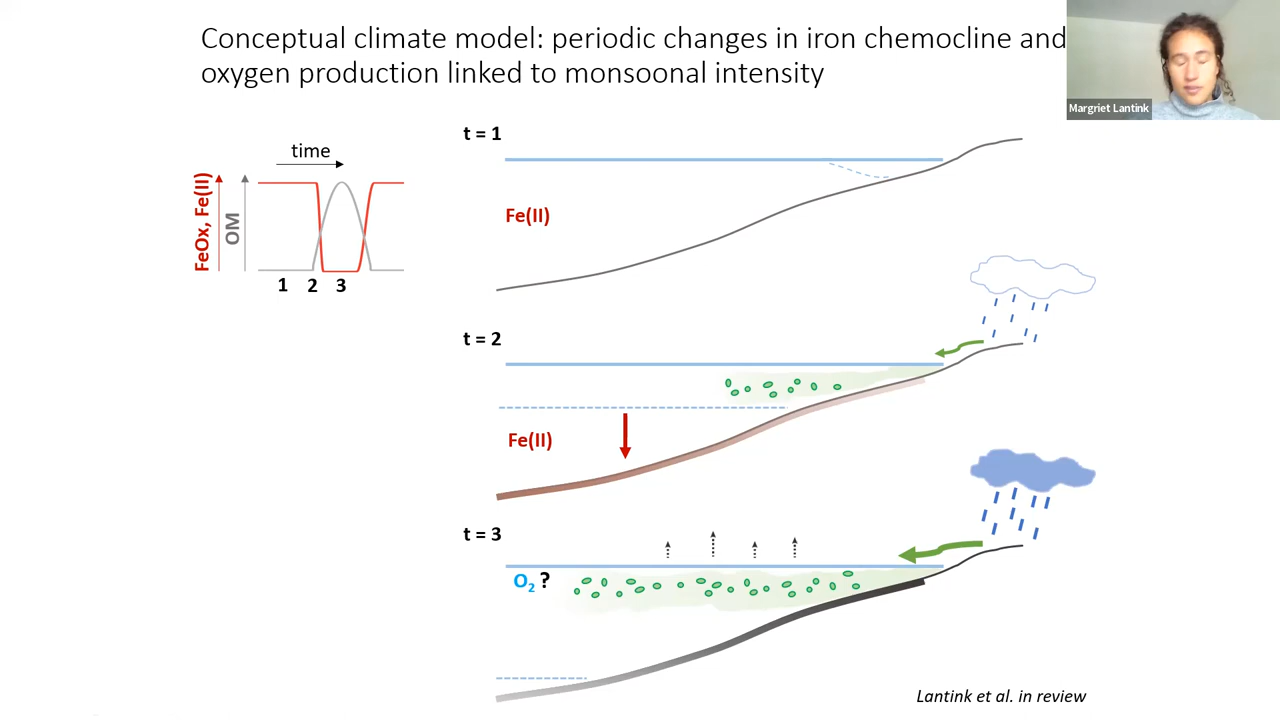 Conceptual climate model: periodic changes in iron chemocline and
oxygen production linked to monsoonal intensity
Margriet Lantink
t = 1
time
FeOx, Fe(II)
OM
Fe(II)
1 2 3
t = 2
Fe(II)
t = 3
O₂ ?
Lantink et al. in review